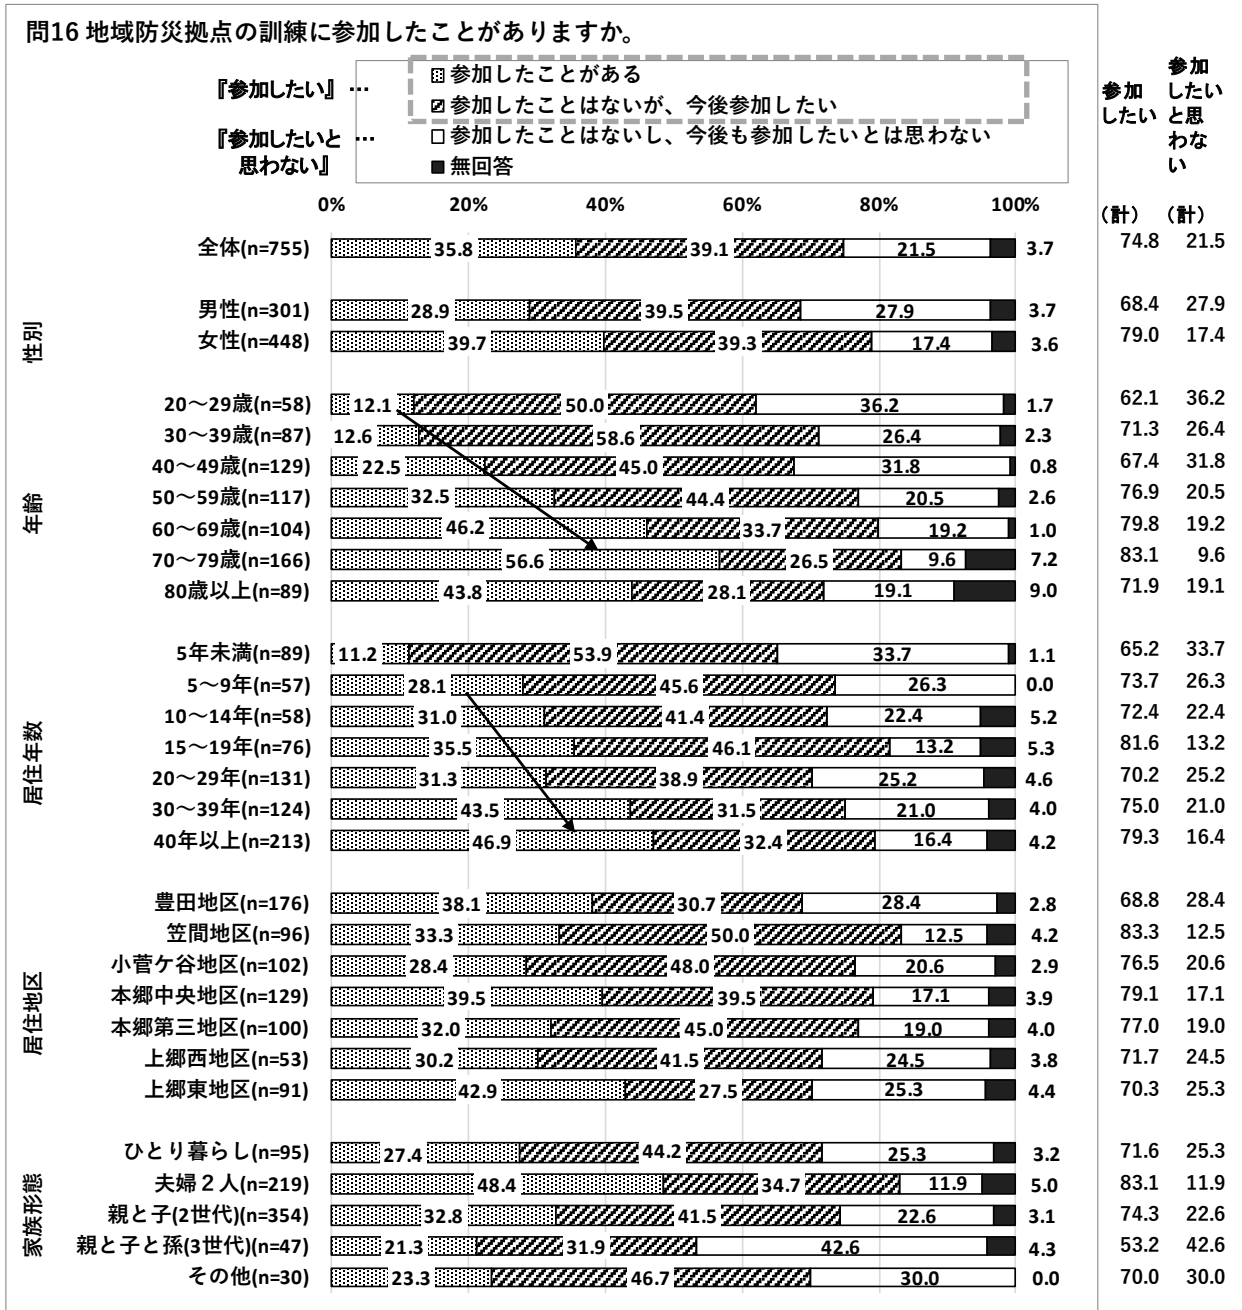 問16 地域防災拠点の訓練に参加したことがありますか。
『参加したい』 … 参加したことがある
参加したことはないが、今後参加したい
『参加したいと思わない』 … 参加したことはないし、今後も参加したいとは思わない
無回答
参加したい（計） 参加したいと思わない（計）
0% 20% 40% 60% 80% 100%
全体(n=755) 35.8 39.1 21.5 3.7 74.8 21.5
性別
男性(n=301) 28.9 39.5 27.9 3.7 68.4 27.9
女性(n=448) 39.7 39.3 17.4 3.6 79.0 17.4
年齢
20～29歳(n=58) 12.1 50.0 36.2 1.7 62.1 36.2
30～39歳(n=87) 12.6 58.6 26.4 2.3 71.3 26.4
40～49歳(n=129) 22.5 45.0 31.8 0.8 67.4 31.8
50～59歳(n=117) 32.5 44.4 20.5 2.6 76.9 20.5
60～69歳(n=104) 46.2 33.7 19.2 1.0 79.8 19.2
70～79歳(n=166) 56.6 26.5 9.6 7.2 83.1 9.6
80歳以上(n=89) 43.8 28.1 19.1 9.0 71.9 19.1
居住年数
5年未満(n=89) 11.2 53.9 33.7 1.1 65.2 33.7
5～9年(n=57) 28.1 45.6 26.3 0.0 73.7 26.3
10～14年(n=58) 31.0 41.4 22.4 5.2 72.4 22.4
15～19年(n=76) 35.5 46.1 13.2 5.3 81.6 13.2
20～29年(n=131) 31.3 38.9 25.2 4.6 70.2 25.2
30～39年(n=124) 43.5 31.5 21.0 4.0 75.0 21.0
40年以上(n=213) 46.9 32.4 16.4 4.2 79.3 16.4
居住地区
豊田地区(n=176) 38.1 30.7 28.4 2.8 68.8 28.4
笠間地区(n=96) 33.3 50.0 12.5 4.2 83.3 12.5
小菅ケ谷地区(n=102) 28.4 48.0 20.6 2.9 76.5 20.6
本郷中央地区(n=129) 39.5 39.5 17.1 3.9 79.1 17.1
本郷第三地区(n=100) 32.0 45.0 19.0 4.0 77.0 19.0
上郷西地区(n=53) 30.2 41.5 24.5 3.8 71.7 24.5
上郷東地区(n=91) 42.9 27.5 25.3 4.4 70.3 25.3
家族形態
ひとり暮らし(n=95) 27.4 44.2 25.3 3.2 71.6 25.3
夫婦２人(n=219) 48.4 34.7 11.9 5.0 83.1 11.9
親と子(2世代)(n=354) 32.8 41.5 22.6 3.1 74.3 22.6
親と子と孫(3世代)(n=47) 21.3 31.9 42.6 4.3 53.2 42.6
その他(n=30) 23.3 46.7 30.0 0.0 70.0 30.0